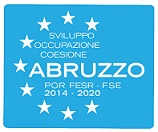 SVILUPPO
OCCUPAZIONE
COESIONE
ABRUZZO
POR FESR - FSE
2014 - 2020